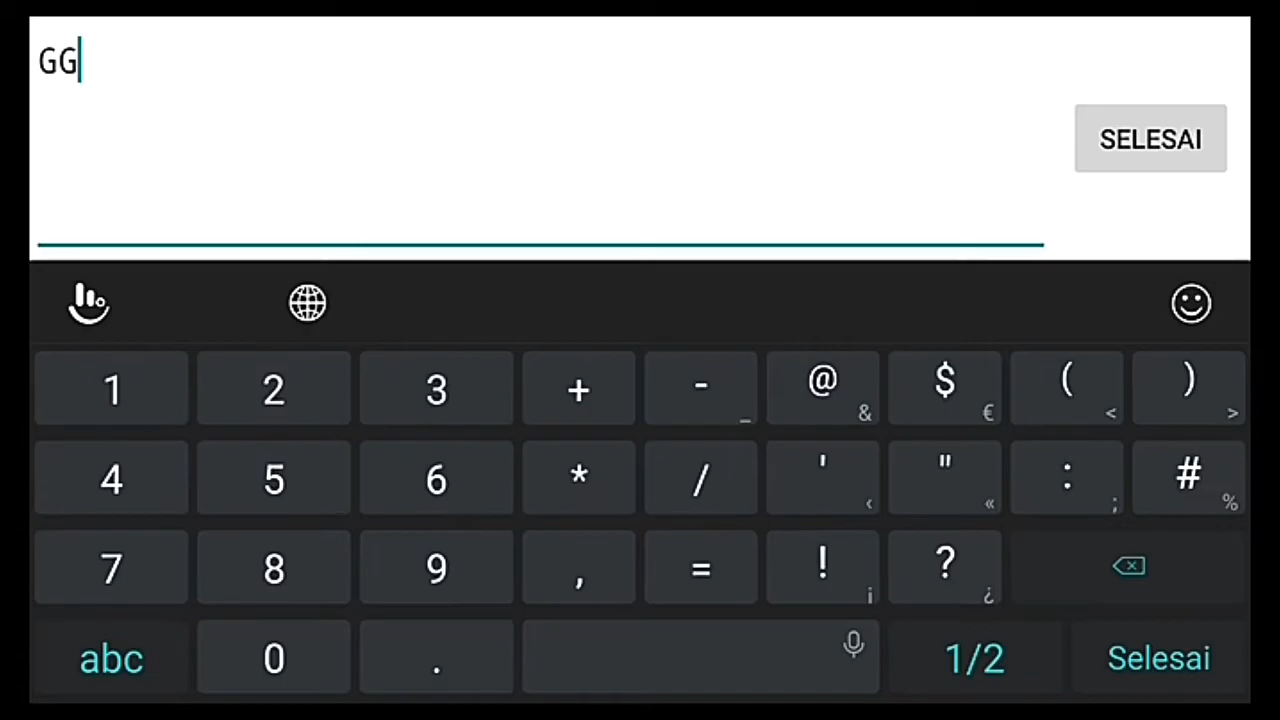 GG
SELESAI
1 2 3 + - _ @ & $ € ( < ) >
4 5 6 * / ' ‹ " « : ; # %
7 8 9 , = ! ¡ ? ¿
abc 0 . 1/2 Selesai